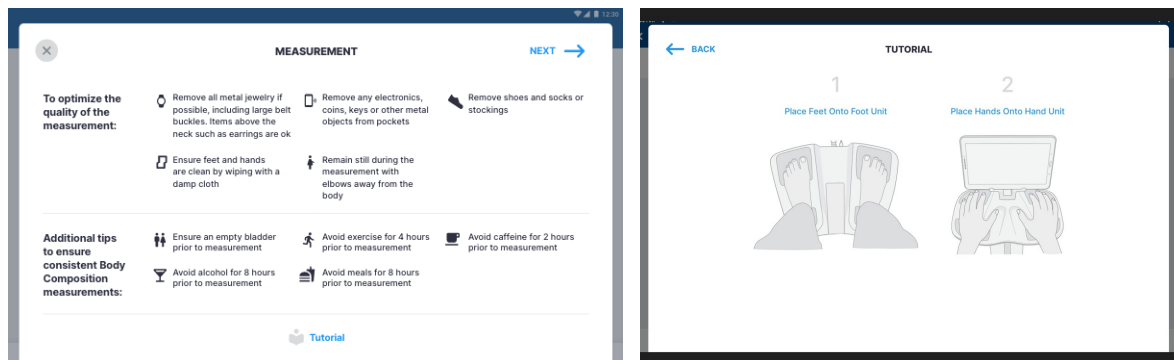 12:30
MEASUREMENT
NEXT
To optimize the
quality of the
measurement:
Remove all metal jewelry if
possible, including large belt
buckles. Items above the
neck such as earrings are ok
Remove any electronics,
coins, keys or other metal
objects from pockets
Remove shoes and socks or
stockings
Ensure feet and hands
are clean by wiping with a
damp cloth
Remain still during the
measurement with
elbows away from the
body
Additional tips
to ensure
consistent Body
Composition
measurements:
Ensure an empty bladder
prior to measurement
Avoid exercise for 4 hours
prior to measurement
Avoid caffeine for 2 hours
prior to measurement
Avoid alcohol for 8 hours
prior to measurement
Avoid meals for 8 hours
prior to measurement
Tutorial
BACK
TUTORIAL
1
Place Feet Onto Foot Unit
2
Place Hands Onto Hand Unit